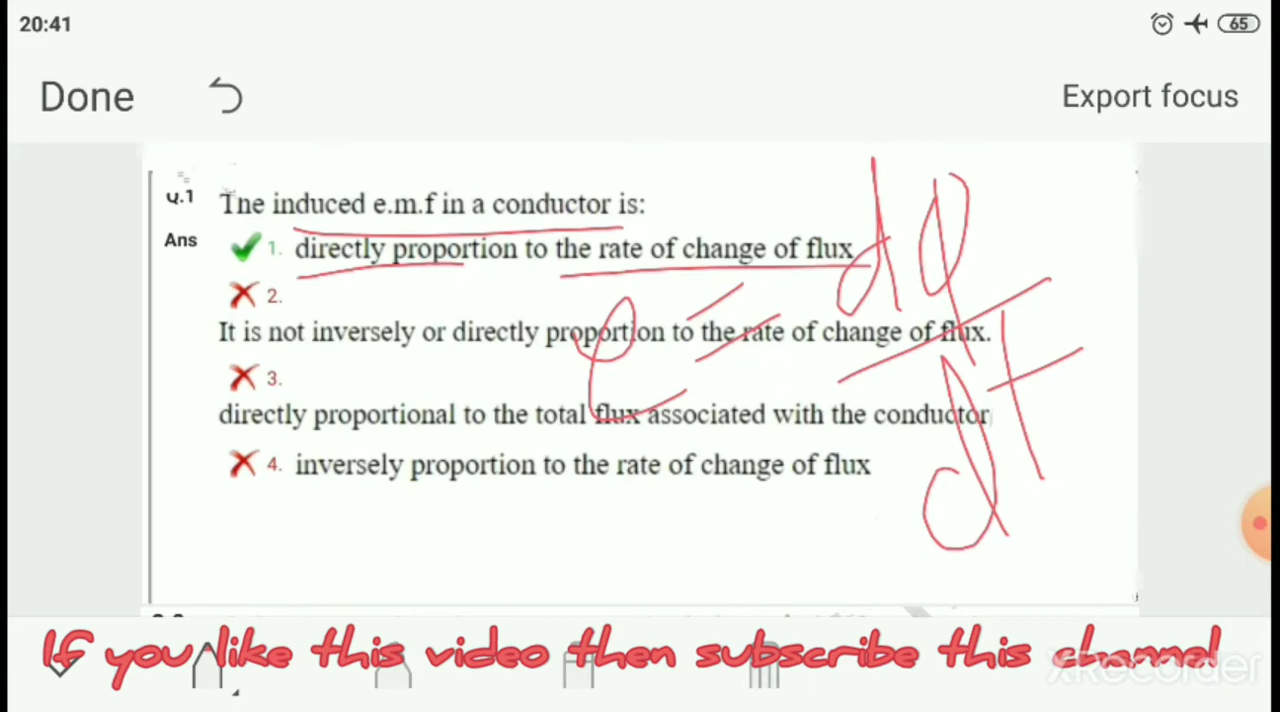 20:41
65
Done
Export focus
Q.1 The induced e.m.f in a conductor is:
Ans 1. directly proportion to the rate of change of flux
2.
It is not inversely or directly proportion to the rate of change of flux.
3.
directly proportional to the total flux associated with the conductor
4. inversely proportion to the rate of change of flux
e = dφ/dt
If you like this video then subscribe this channel
XRecorder